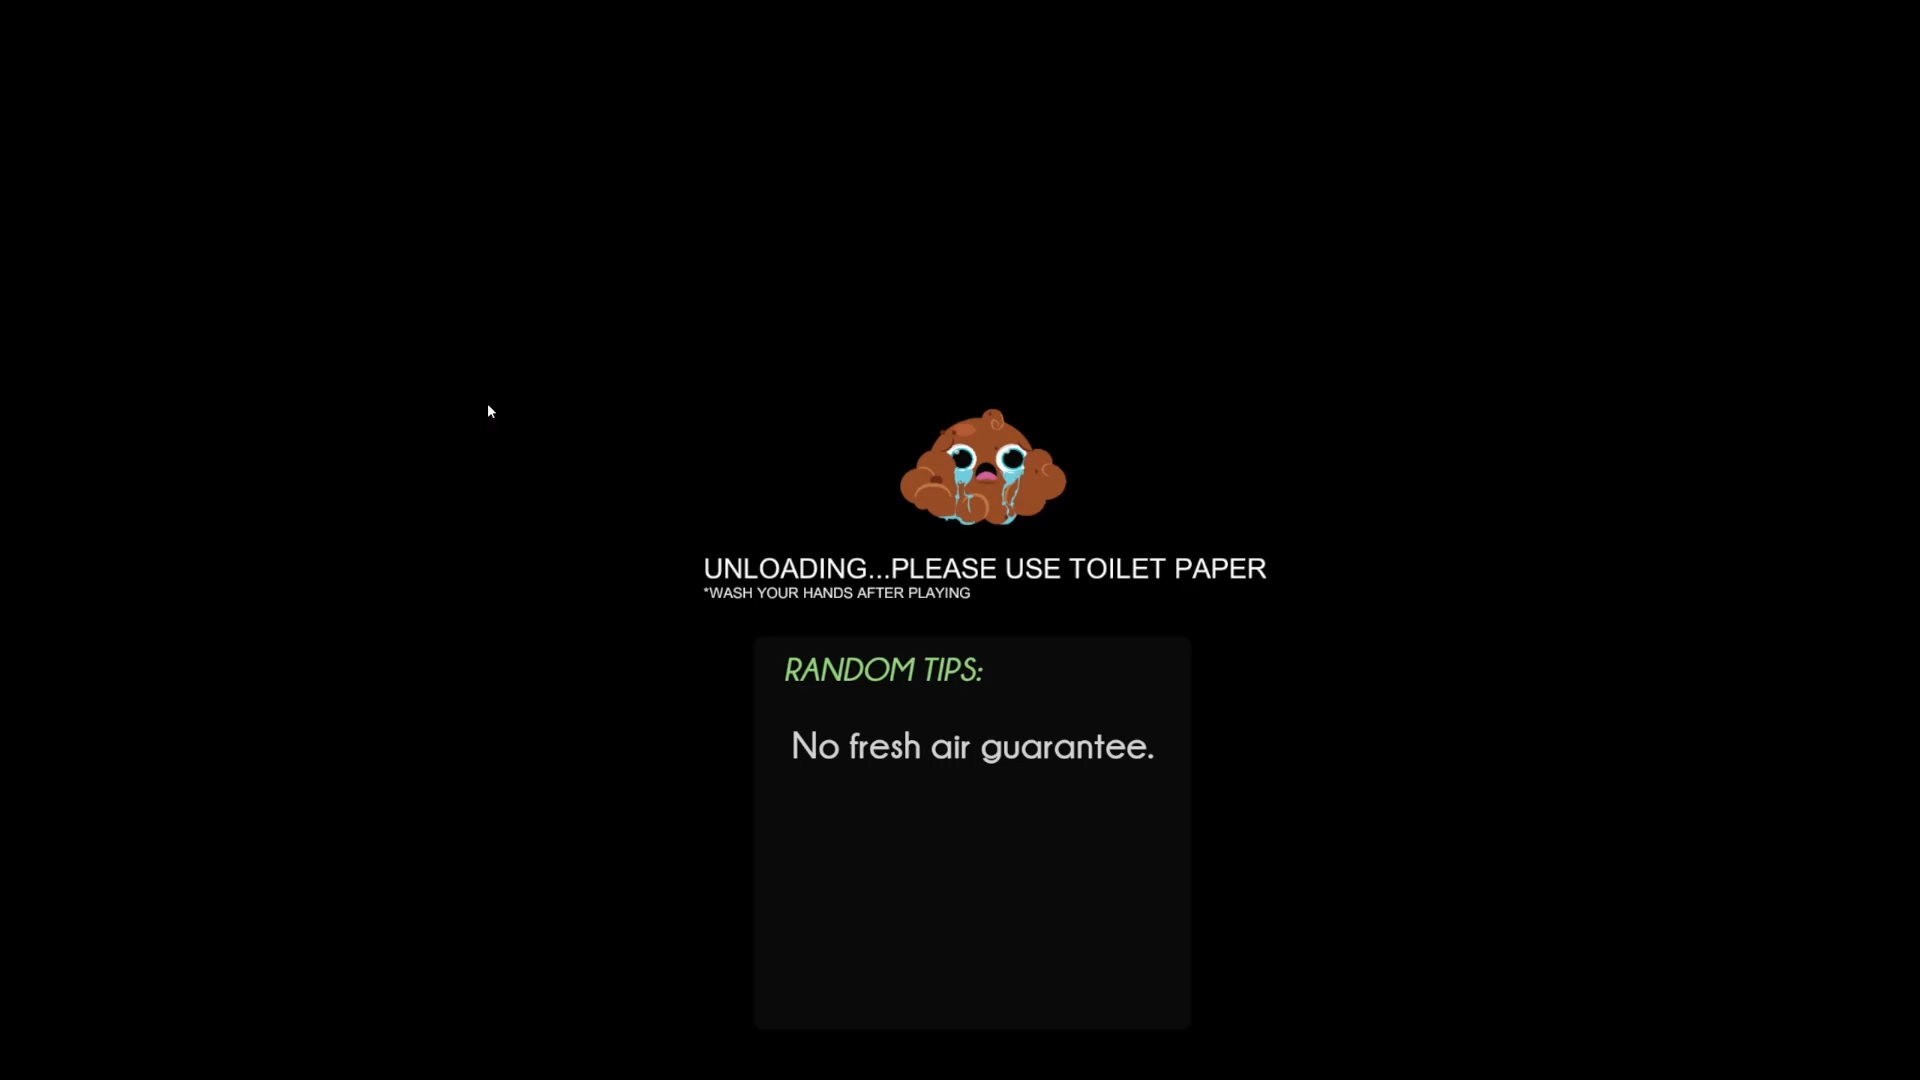 UNLOADING...PLEASE USE TOILET PAPER
*WASH YOUR HANDS AFTER PLAYING
RANDOM TIPS:
No fresh air guarantee.